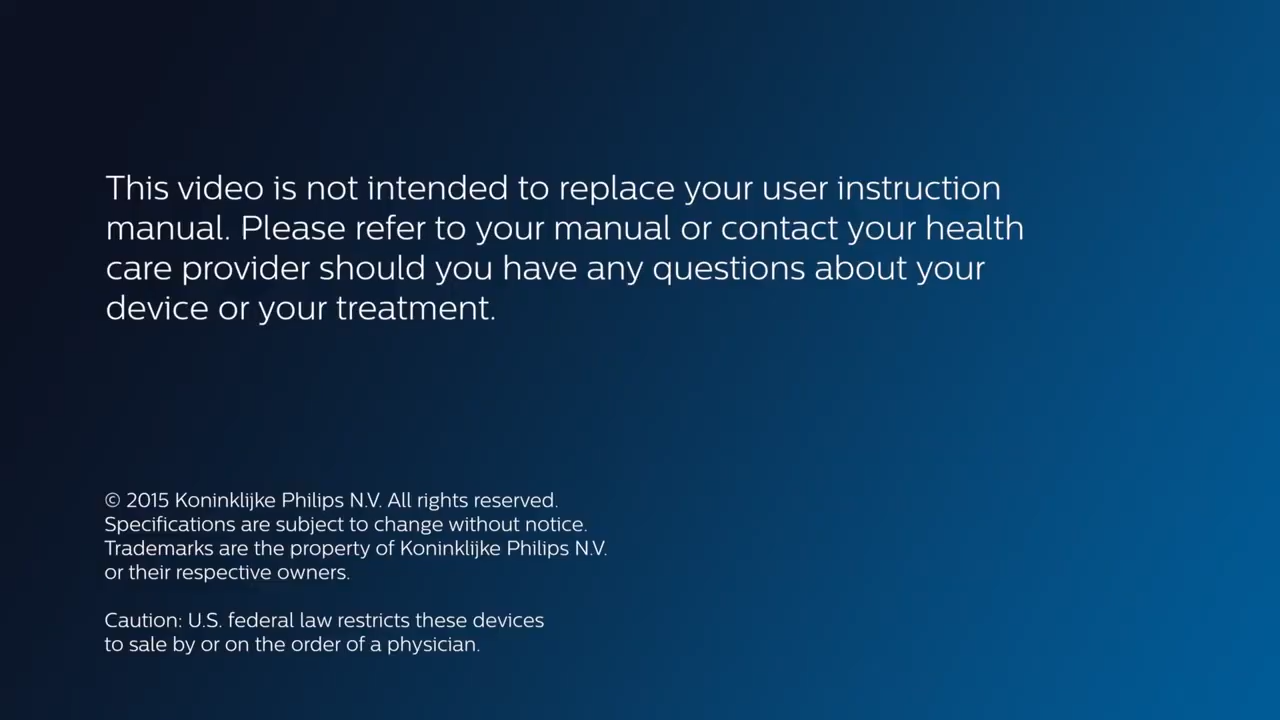 This video is not intended to replace your user instruction
manual. Please refer to your manual or contact your health
care provider should you have any questions about your
device or your treatment.
© 2015 Koninklijke Philips N.V. All rights reserved.
Specifications are subject to change without notice.
Trademarks are the property of Koninklijke Philips N.V.
or their respective owners.
Caution: U.S. federal law restricts these devices
to sale by or on the order of a physician.